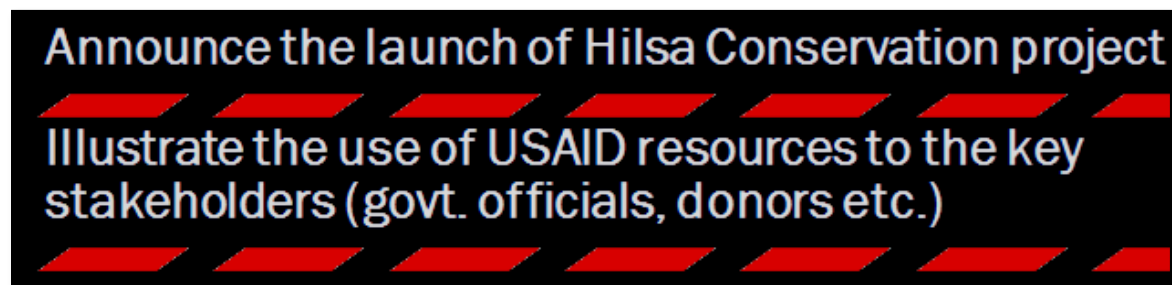 Announce the launch of Hilsa Conservation project
Illustrate the use of USAID resources to the key
stakeholders (govt. officials, donors etc.)